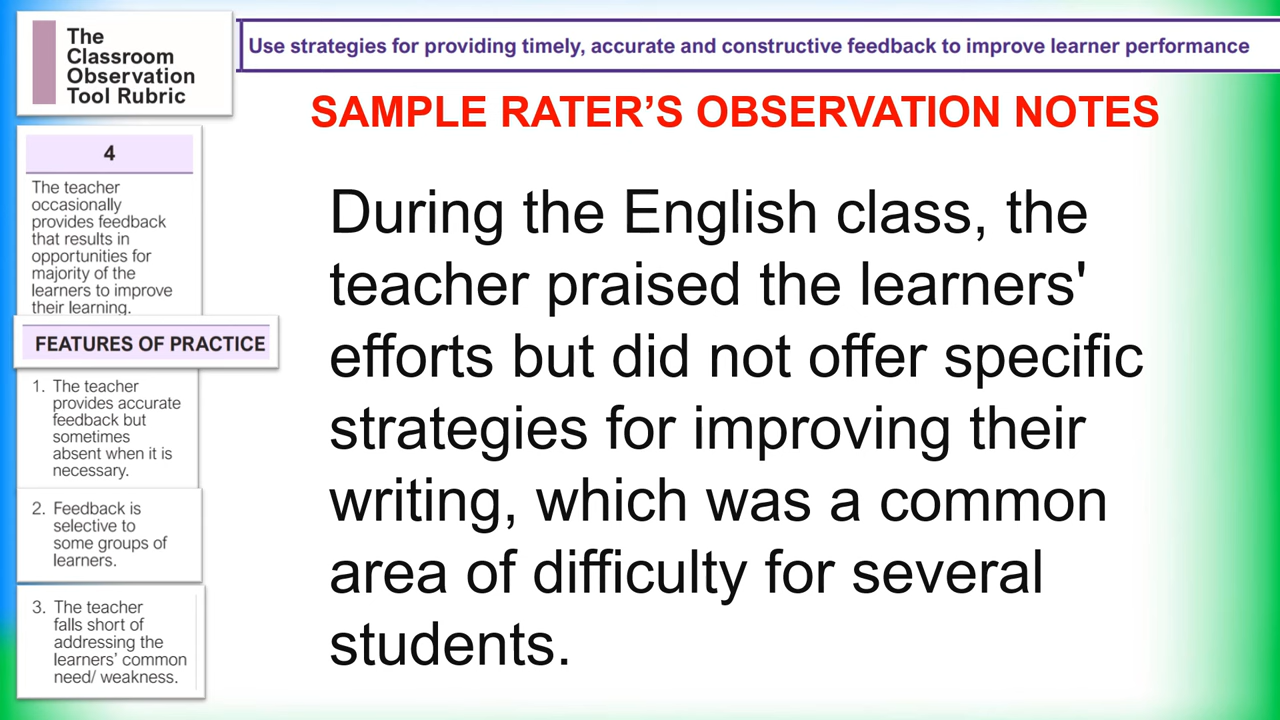 The
Classroom
Observation
Tool Rubric
Use strategies for providing timely, accurate and constructive feedback to improve learner performance
SAMPLE RATER’S OBSERVATION NOTES
4
The teacher
occasionally
provides feedback
that results in
opportunities for
majority of the
learners to improve
their learning.
FEATURES OF PRACTICE
1. The teacher
provides accurate
feedback but
sometimes
absent when it is
necessary.
2. Feedback is
selective to
some groups of
learners.
3. The teacher
falls short of
addressing the
learners’ common
need/ weakness.
During the English class, the
teacher praised the learners'
efforts but did not offer specific
strategies for improving their
writing, which was a common
area of difficulty for several
students.